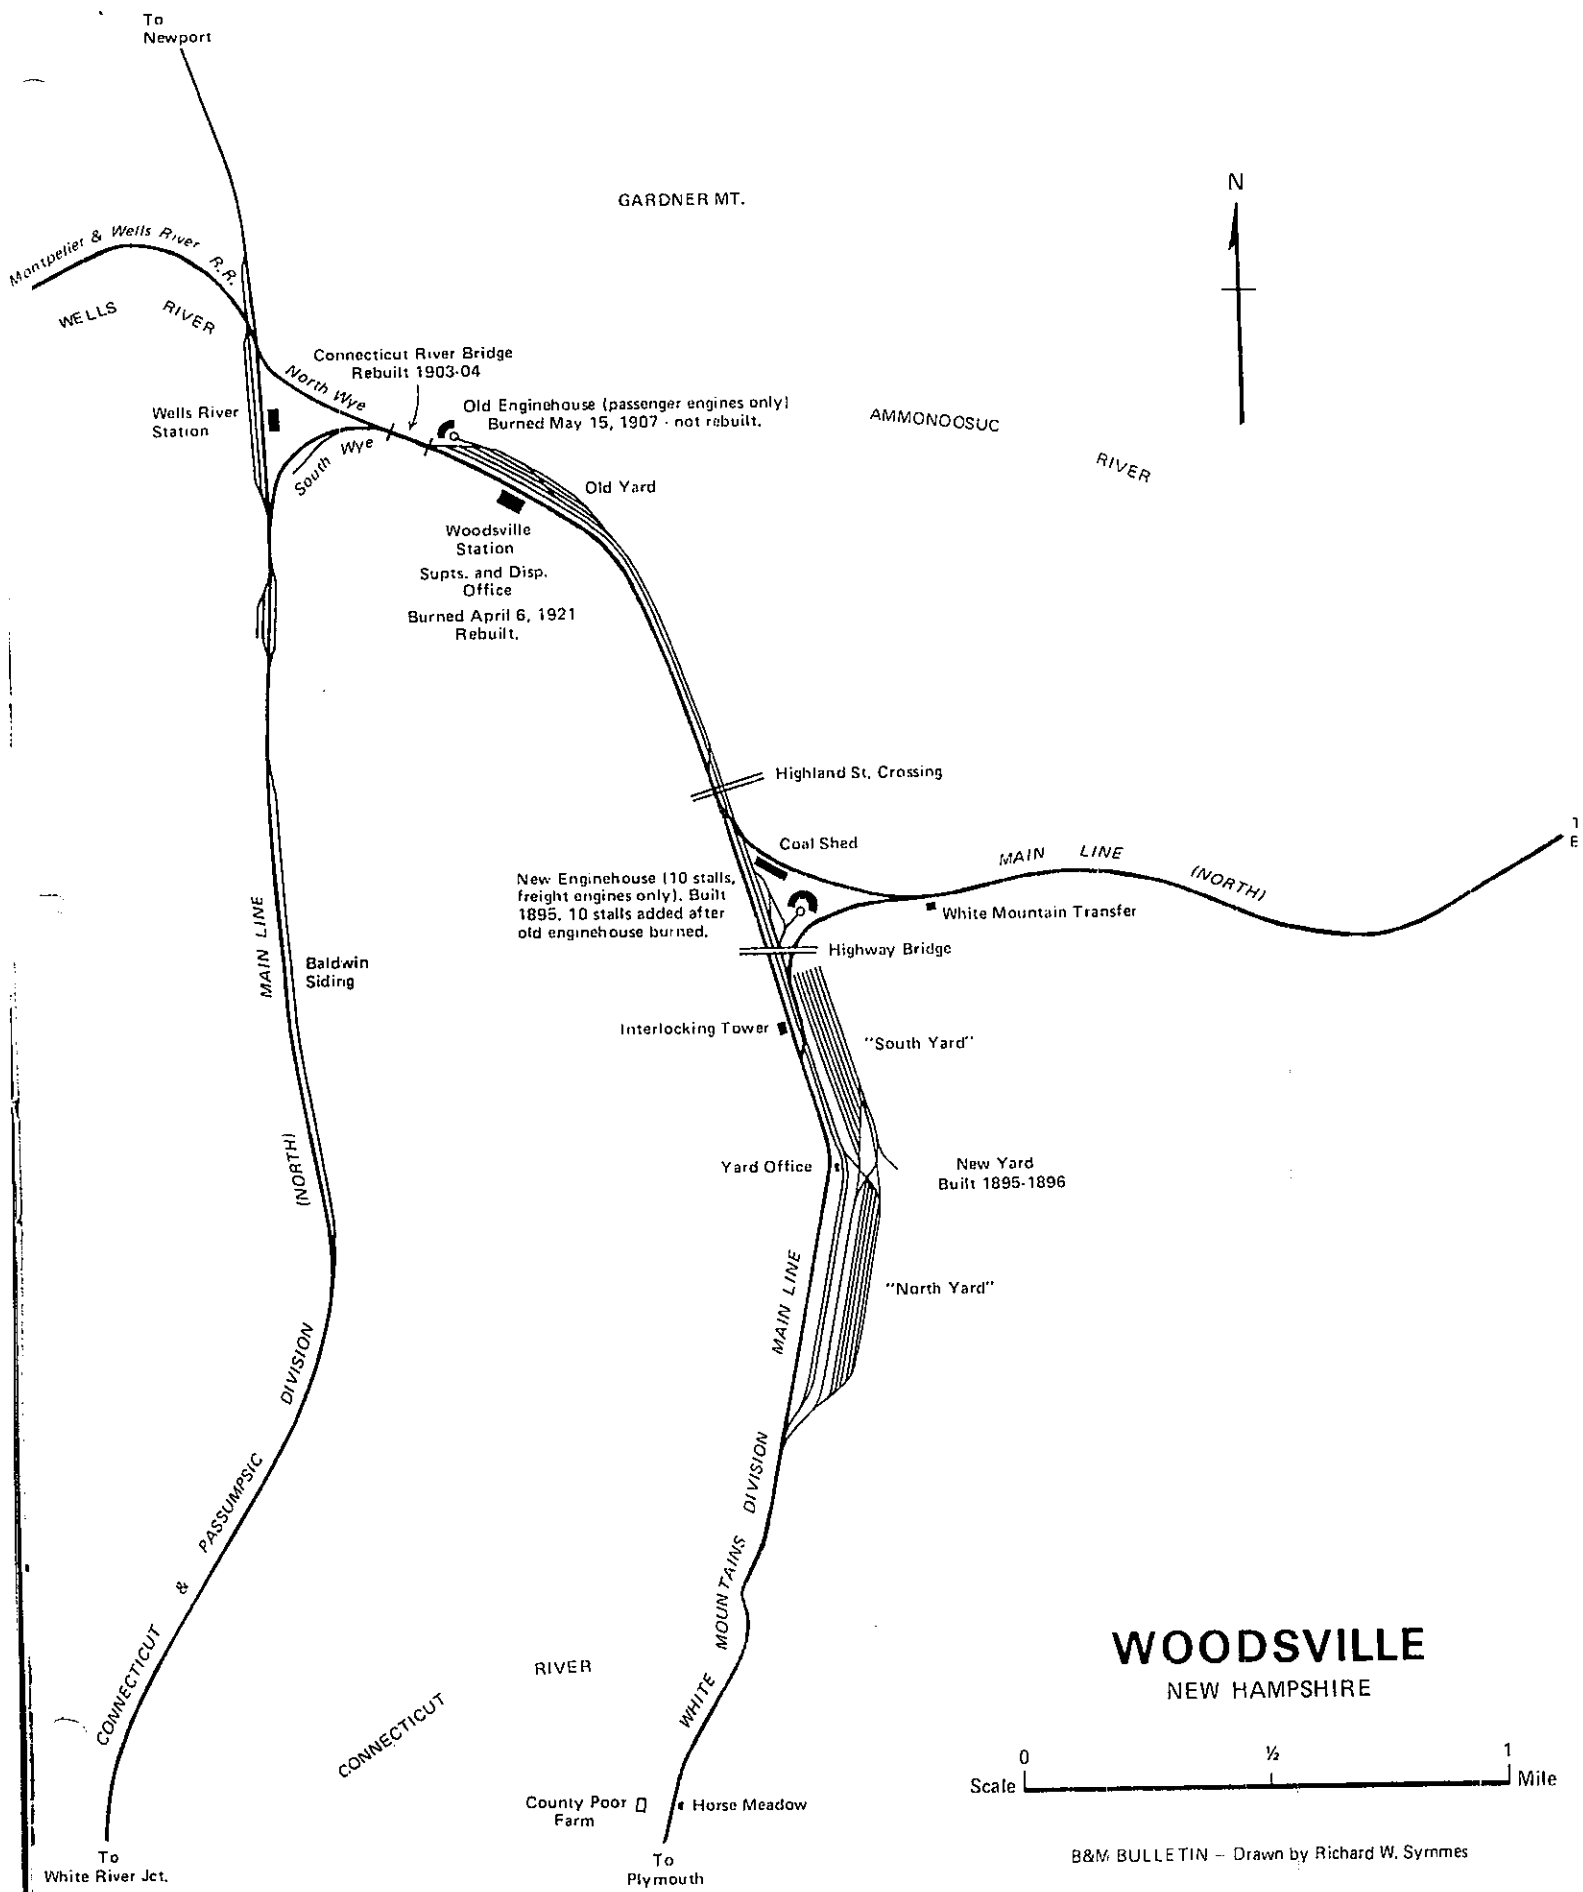 To
Newport
GARDNER MT.
N
Montpelier & Wells River R.R.
WELLS RIVER
Connecticut River Bridge
Rebuilt 1903-04
North Wye
Old Enginehouse (passenger engines only)
Burned May 15, 1907 - not rebuilt.
Wells River
Station
South Wye
AMMONOOSUC
RIVER
Old Yard
Woodsville
Station
Supts. and Disp.
Office
Burned April 6, 1921
Rebuilt.
Highland St. Crossing
Coal Shed
MAIN LINE (NORTH)
New Enginehouse (10 stalls,
freight engines only). Built
1895. 10 stalls added after
old enginehouse burned.
White Mountain Transfer
Highway Bridge
MAIN LINE (NORTH)
Baldwin
Siding
Interlocking Tower
"South Yard"
Yard Office
New Yard
Built 1895-1896
MAIN LINE
"North Yard"
CONNECTICUT & PASSUMPSIC DIVISION
WHITE MOUNTAINS DIVISION
WOODSVILLE
NEW HAMPSHIRE
RIVER
CONNECTICUT
0 ½ 1
Scale Mile
County Poor
Farm
Horse Meadow
To
White River Jct.
To
Plymouth
B&M BULLETIN – Drawn by Richard W. Symmes